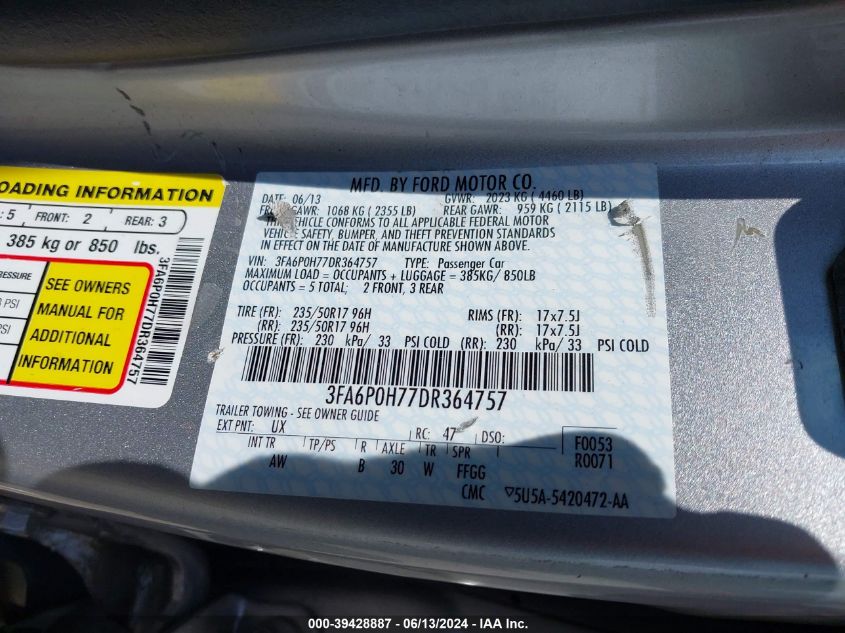 LOADING INFORMATION
: 5 FRONT: 2 REAR: 3
385 kg or 850 lbs.
PRESSURE
PSI
PSI
SEE OWNERS
MANUAL FOR
ADDITIONAL
INFORMATION
3FA6P0H77DR364757
MFD. BY FORD MOTOR CO.
DATE: 06/13 GVWR: 2023 KG ( 4460 LB)
GAWR: 1068 KG ( 2355 LB) REAR GAWR: 959 KG ( 2115 LB)
THIS VEHICLE CONFORMS TO ALL APPLICABLE FEDERAL MOTOR
VEHICLE SAFETY, BUMPER, AND THEFT PREVENTION STANDARDS
IN EFFECT ON THE DATE OF MANUFACTURE SHOWN ABOVE.
VIN: 3FA6P0H77DR364757 TYPE: Passenger Car
MAXIMUM LOAD = OCCUPANTS + LUGGAGE = 385KG/ 850LB
OCCUPANTS = 5 TOTAL; 2 FRONT, 3 REAR
TIRE (FR): 235/50R17 96H RIMS (FR): 17x7.5J
(RR): 235/50R17 96H (RR): 17x7.5J
PRESSURE (FR): 230 kPa/ 33 PSI COLD (RR): 230 kPa/ 33 PSI COLD
3FA6P0H77DR364757
TRAILER TOWING - SEE OWNER GUIDE
EXT PNT: UX RC: 47 DSO: F0053
INT TR TP/PS R AXLE TR SPR R0071
AW B 30 W FFGG
CMC ▽5U5A-5420472-AA
000-39428887 - 06/13/2024 - IAA Inc.